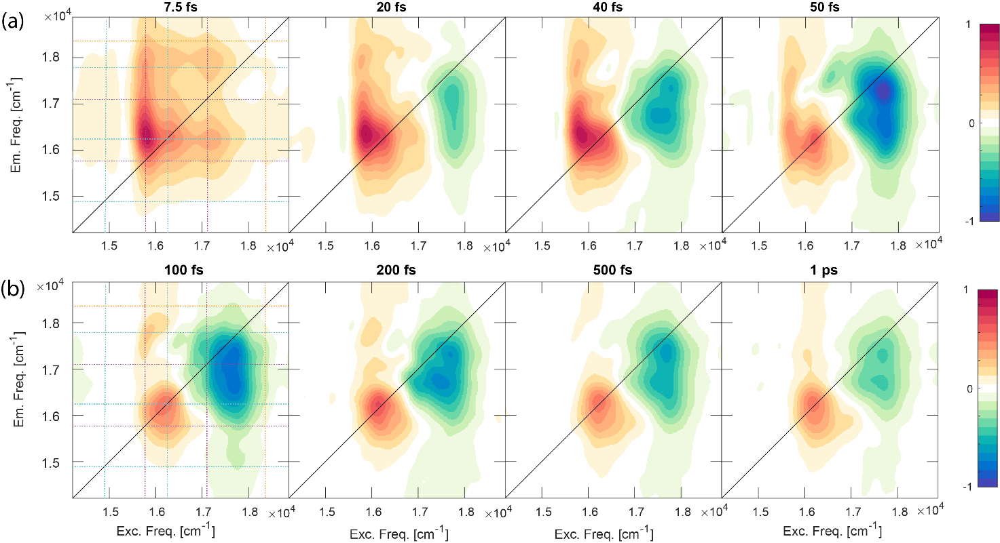 (a)
7.5 fs 20 fs 40 fs 50 fs
×10⁴
1.8
1.7
1.6
1.5
Em. Freq. [cm⁻¹]
1.5 1.6 1.7 1.8 ×10⁴ 1.5 1.6 1.7 1.8 ×10⁴ 1.5 1.6 1.7 1.8 ×10⁴ 1.5 1.6 1.7 1.8 ×10⁴
1
0
-1
(b)
100 fs 200 fs 500 fs 1 ps
×10⁴
1.8
1.7
1.6
1.5
Em. Freq. [cm⁻¹]
1.5 1.6 1.7 1.8 ×10⁴ 1.5 1.6 1.7 1.8 ×10⁴ 1.5 1.6 1.7 1.8 ×10⁴ 1.5 1.6 1.7 1.8 ×10⁴
Exc. Freq. [cm⁻¹] Exc. Freq. [cm⁻¹] Exc. Freq. [cm⁻¹] Exc. Freq. [cm⁻¹]
1
0
-1